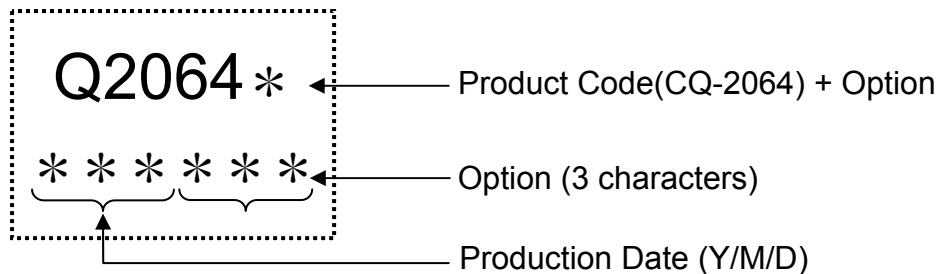 Q2064＊
Product Code(CQ-2064) + Option
＊＊＊＊＊＊
Option (3 characters)
Production Date (Y/M/D)